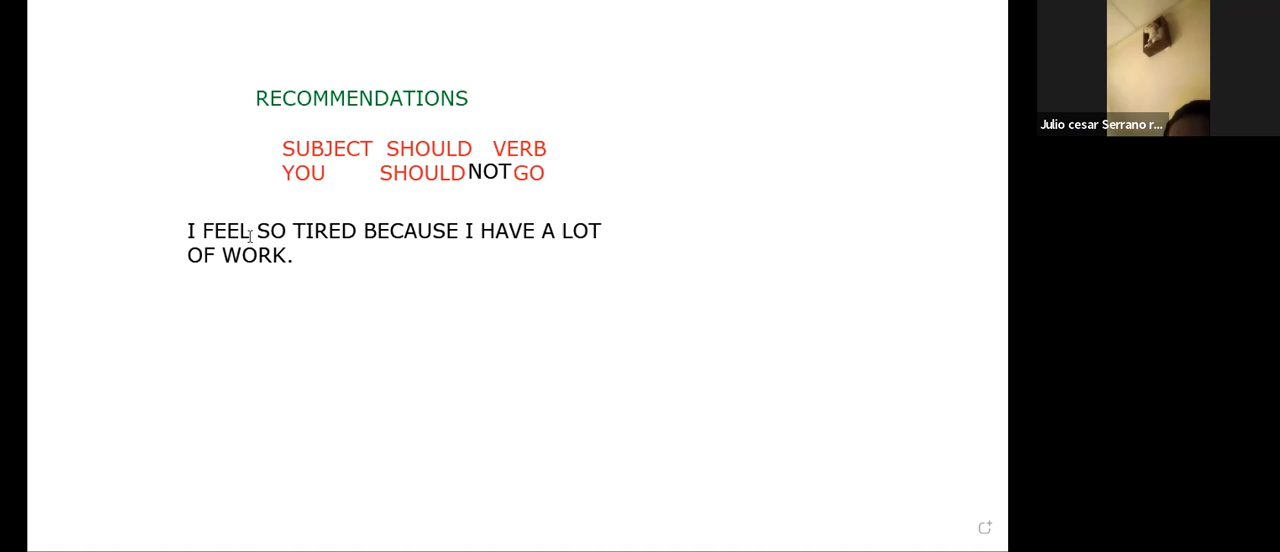 RECOMMENDATIONS
SUBJECT SHOULD VERB
YOU SHOULD NOT GO
I FEEL SO TIRED BECAUSE I HAVE A LOT
OF WORK.
Julio cesar Serrano r...